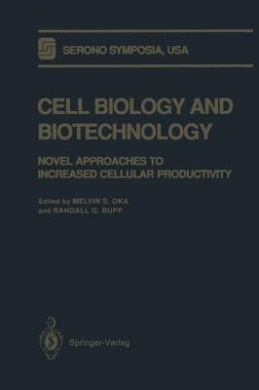 SERONO SYMPOSIA, USA
CELL BIOLOGY AND
BIOTECHNOLOGY
NOVEL APPROACHES TO
INCREASED CELLULAR PRODUCTIVITY
Edited by MELVIN S. OKA
and RANDALL G. RUPP
Springer-Verlag